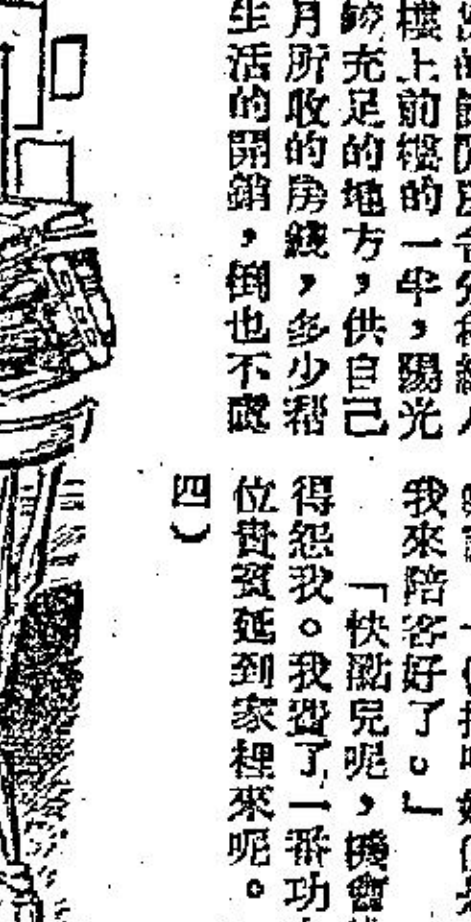 樓上前樓的一半，陽光
較充足的地方，供自己
月所收的房錢，多少幫
生活的開銷，倒也不感
我來陪客好了。」
「快點兒呢，機會
得怨我。我費了一番功
位貴賓延到家裡來呢。
四）